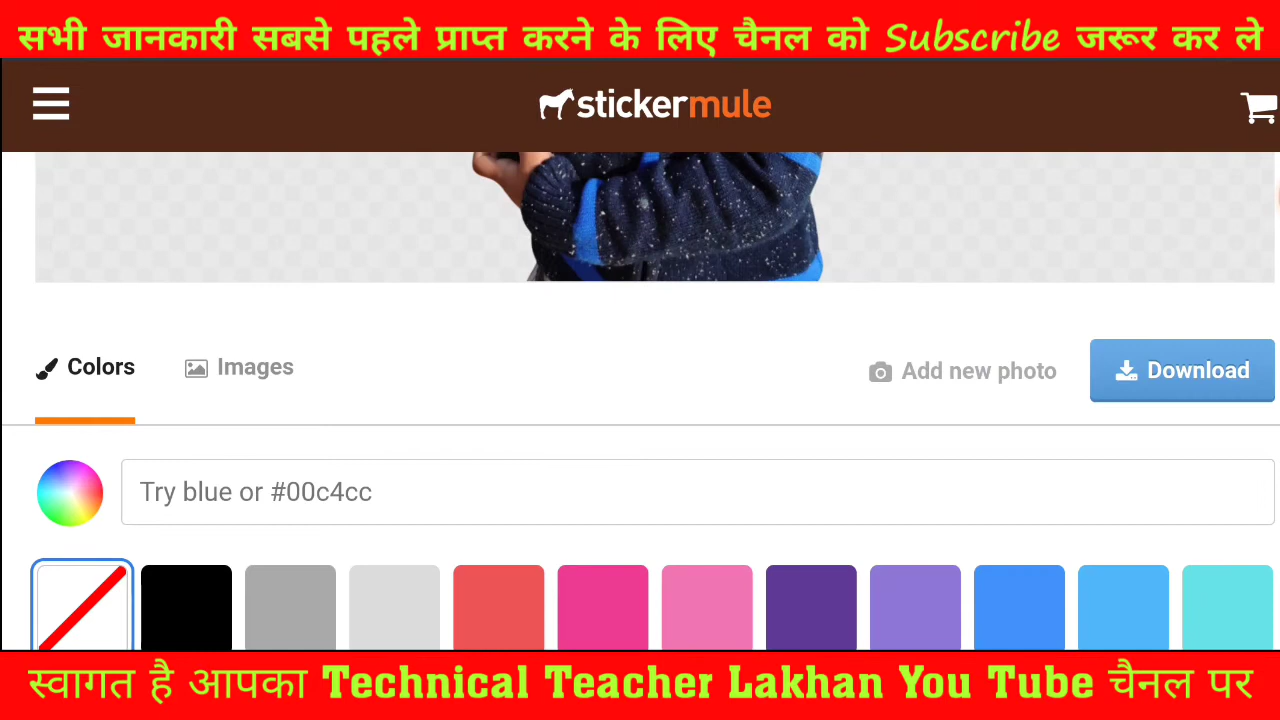 सभी जानकारी सबसे पहले प्राप्त करने के लिए चैनल को Subscribe जरूर कर ले
stickermule
Colors Images Add new photo Download
Try blue or #00c4cc
स्वागत है आपका Technical Teacher Lakhan You Tube चैनल पर